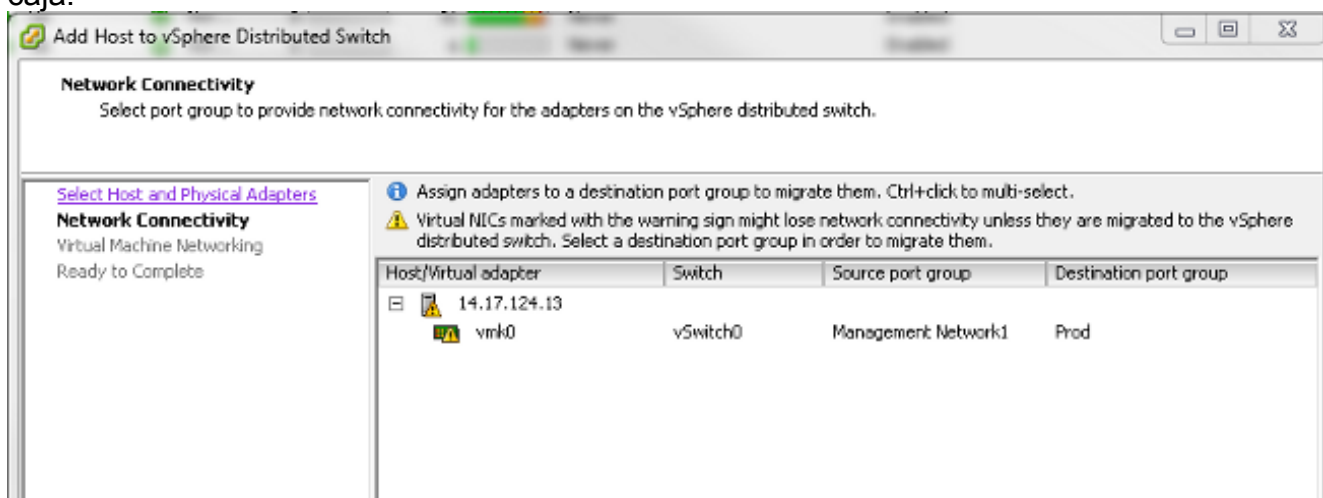 caja.
Add Host to vSphere Distributed Switch
Network Connectivity
Select port group to provide network connectivity for the adapters on the vSphere distributed switch.
Select Host and Physical Adapters
Network Connectivity
Virtual Machine Networking
Ready to Complete
Assign adapters to a destination port group to migrate them. Ctrl+click to multi-select.
Virtual NICs marked with the warning sign might lose network connectivity unless they are migrated to the vSphere
distributed switch. Select a destination port group in order to migrate them.
Host/Virtual adapter Switch Source port group Destination port group
14.17.124.13
vmk0 vSwitch0 Management Network1 Prod